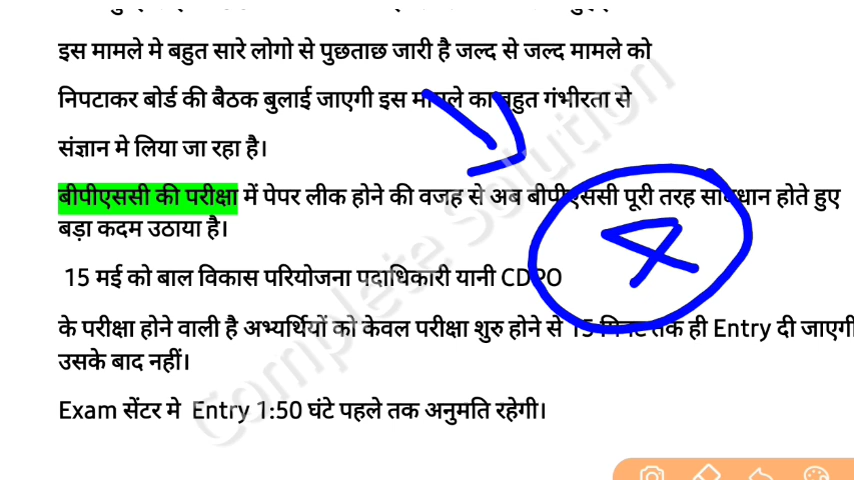 इस मामले मे बहुत सारे लोगो से पुछताछ जारी है जल्द से जल्द मामले को
निपटाकर बोर्ड की बैठक बुलाई जाएगी इस मामले का बहुत गंभीरता से
संज्ञान मे लिया जा रहा है।
बीपीएससी की परीक्षा में पेपर लीक होने की वजह से अब बीपीएससी पूरी तरह सावधान होते हुए
बड़ा कदम उठाया है।
15 मई को बाल विकास परियोजना पदाधिकारी यानी CDPO
के परीक्षा होने वाली है अभ्यर्थियों को केवल परीक्षा शुरु होने से 15 मिनट तक ही Entry दी जाएगी
उसके बाद नहीं।
Exam सेंटर मे Entry 1:50 घंटे पहले तक अनुमति रहेगी।
Complete Solution